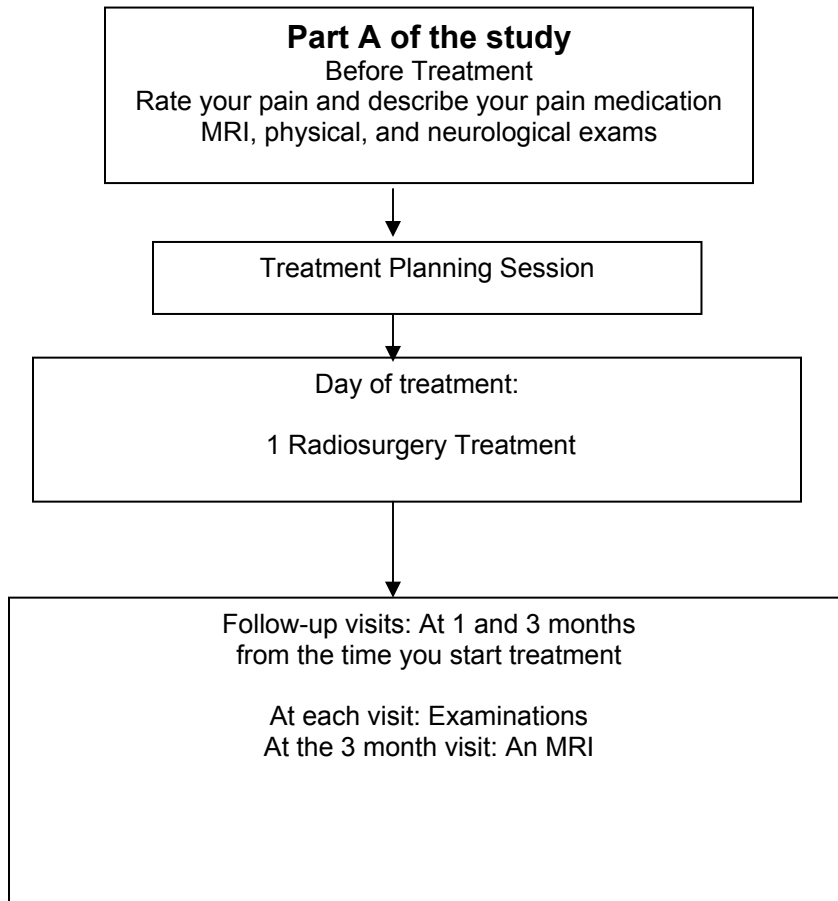 Part A of the study
Before Treatment
Rate your pain and describe your pain medication
MRI, physical, and neurological exams
Treatment Planning Session
Day of treatment:
1 Radiosurgery Treatment
Follow-up visits: At 1 and 3 months
from the time you start treatment
At each visit: Examinations
At the 3 month visit: An MRI